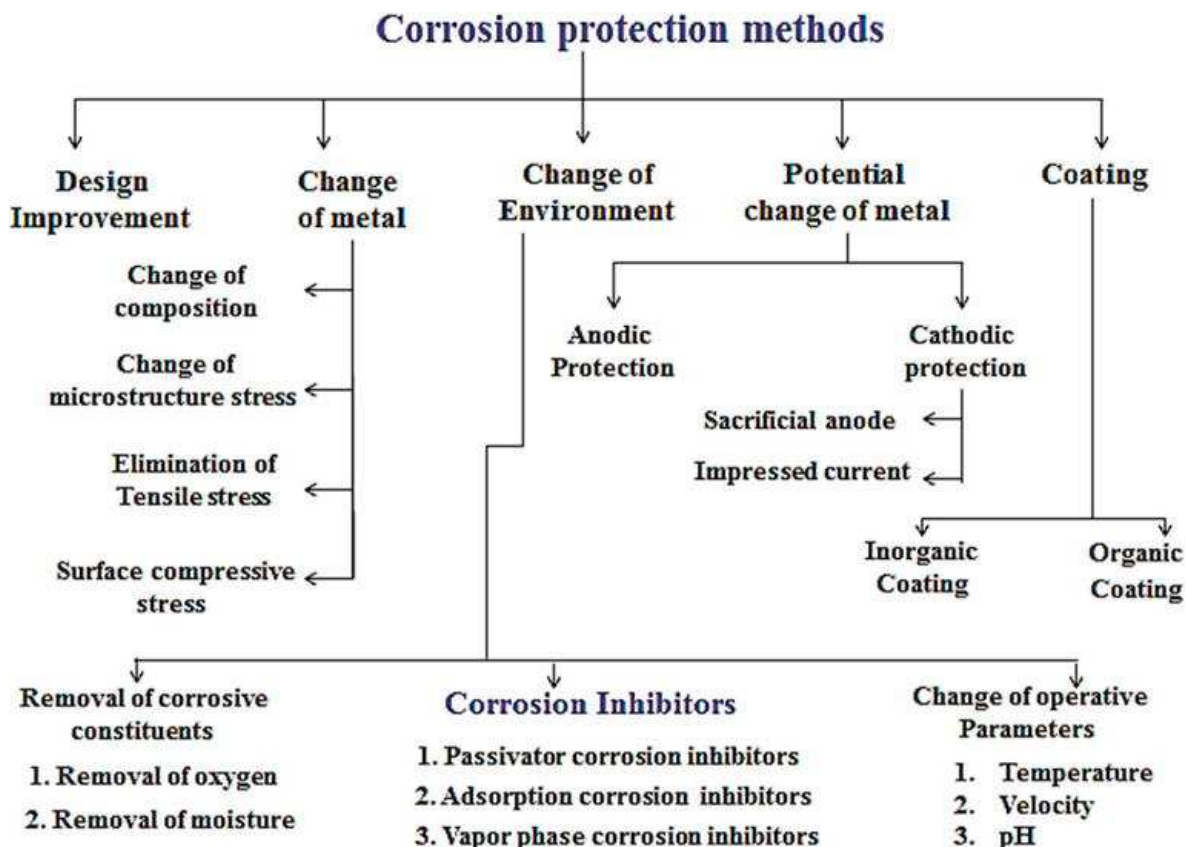 Corrosion protection methods
Design
Improvement
Change
of metal
Change of
Environment
Potential
change of metal
Coating
Change of
composition
Change of
microstructure stress
Elimination of
Tensile stress
Surface compressive
stress
Anodic
Protection
Cathodic
protection
Sacrificial anode
Impressed current
Inorganic
Coating
Organic
Coating
Removal of corrosive
constituents
1. Removal of oxygen
2. Removal of moisture
Corrosion Inhibitors
1. Passivator corrosion inhibitors
2. Adsorption corrosion inhibitors
3. Vapor phase corrosion inhibitors
Change of operative
Parameters
1. Temperature
2. Velocity
3. pH